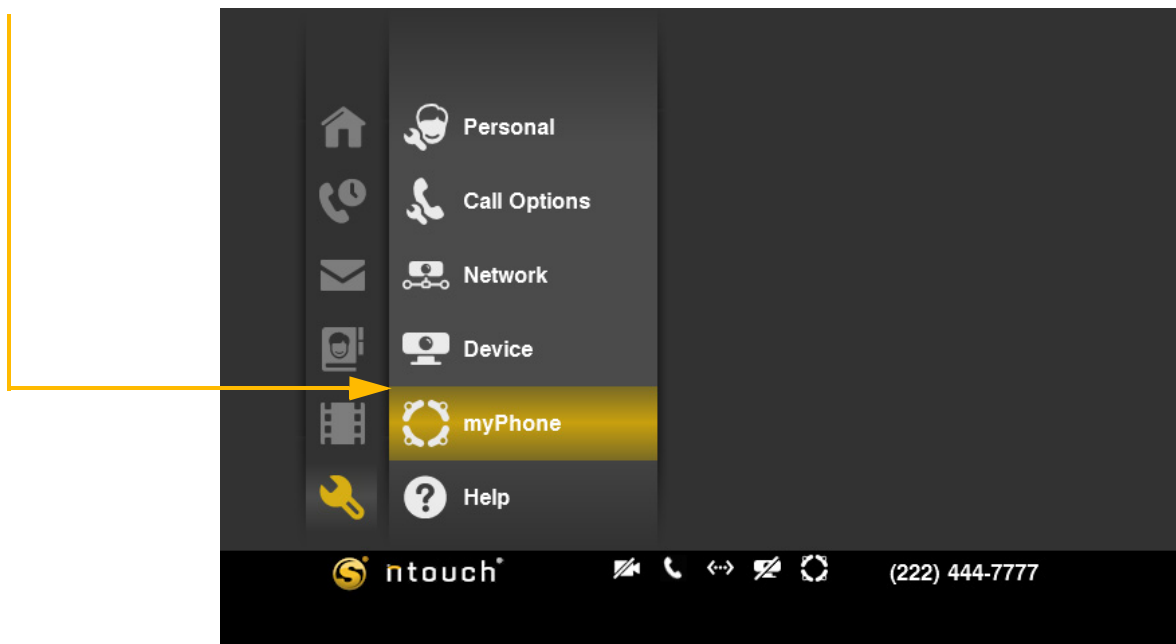 Personal
Call Options
Network
Device
myPhone
? Help
S ntouch® (222) 444-7777